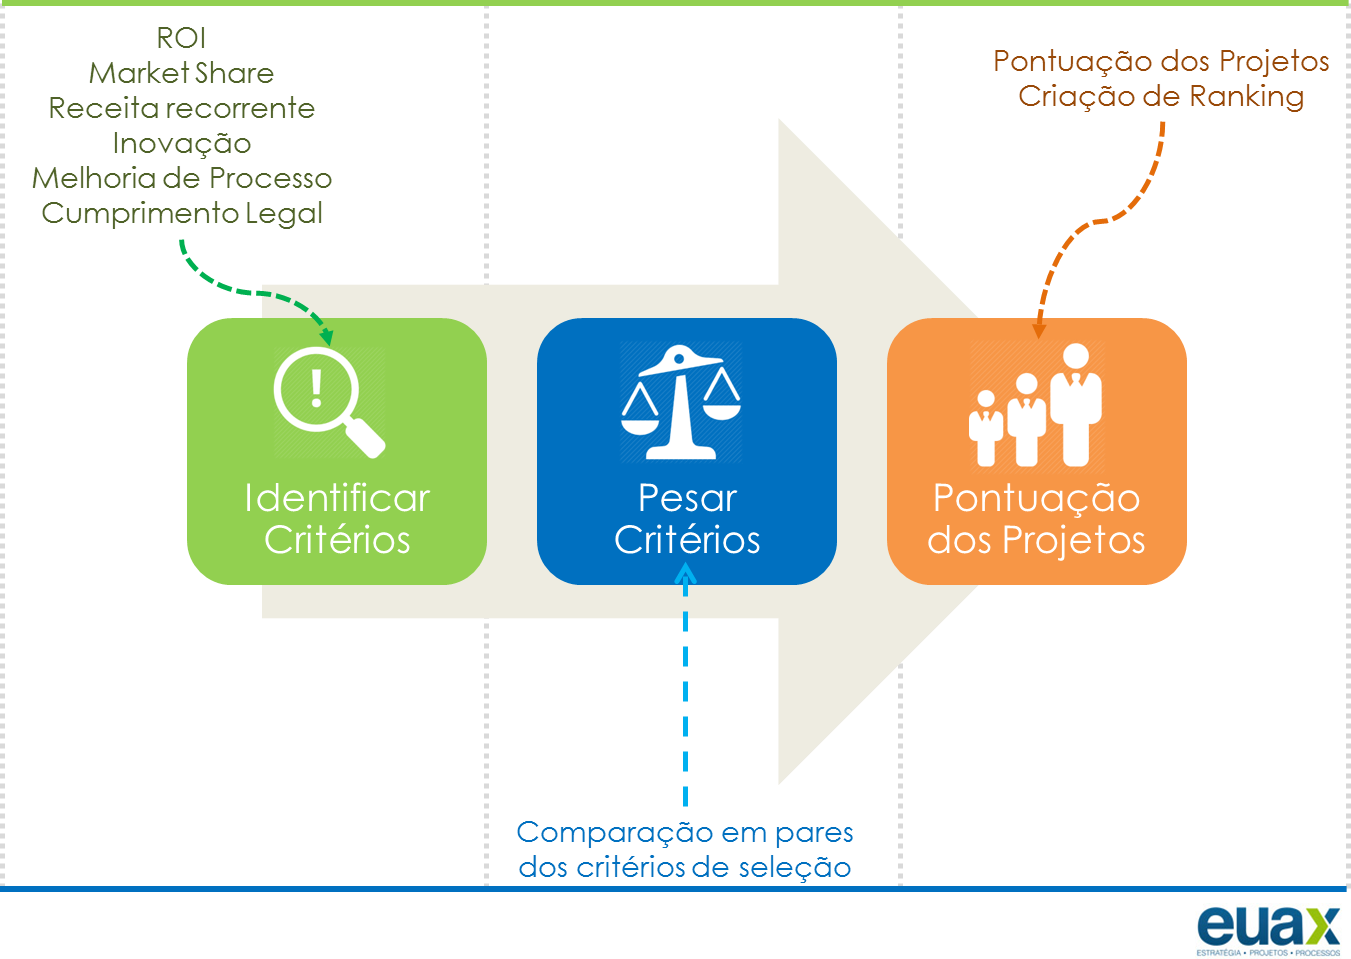 ROI
Market Share
Receita recorrente
Inovação
Melhoria de Processo
Cumprimento Legal
Pontuação dos Projetos
Criação de Ranking
!
Identificar
Critérios
Pesar
Critérios
Pontuação
dos Projetos
Comparação em pares
dos critérios de seleção
euax
ESTRATÉGIA • PROJETOS • PROCESSOS